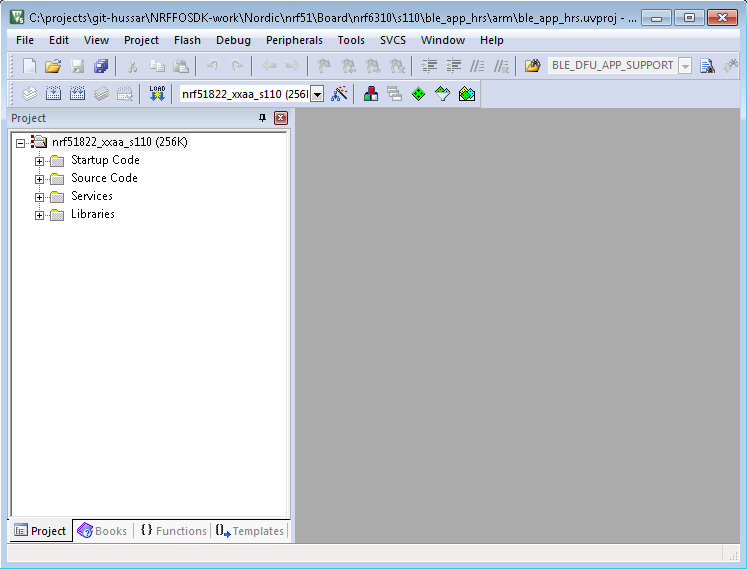 C:\projects\git-hussar\NRFFOSDK-work\Nordic\nrf51\Board\nrf6310\s110\ble_app_hrs\arm\ble_app_hrs.uvproj - ...
File Edit View Project Flash Debug Peripherals Tools SVCS Window Help
BLE_DFU_APP_SUPPORT
LOAD nrf51822_xxaa_s110 (256
Project
nrf51822_xxaa_s110 (256K)
Startup Code
Source Code
Services
Libraries
Project Books {} Functions Templates